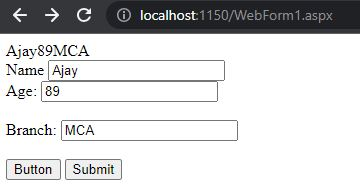 localhost:1150/WebForm1.aspx
Ajay89MCA
Name Ajay
Age: 89
Branch: MCA
Button Submit